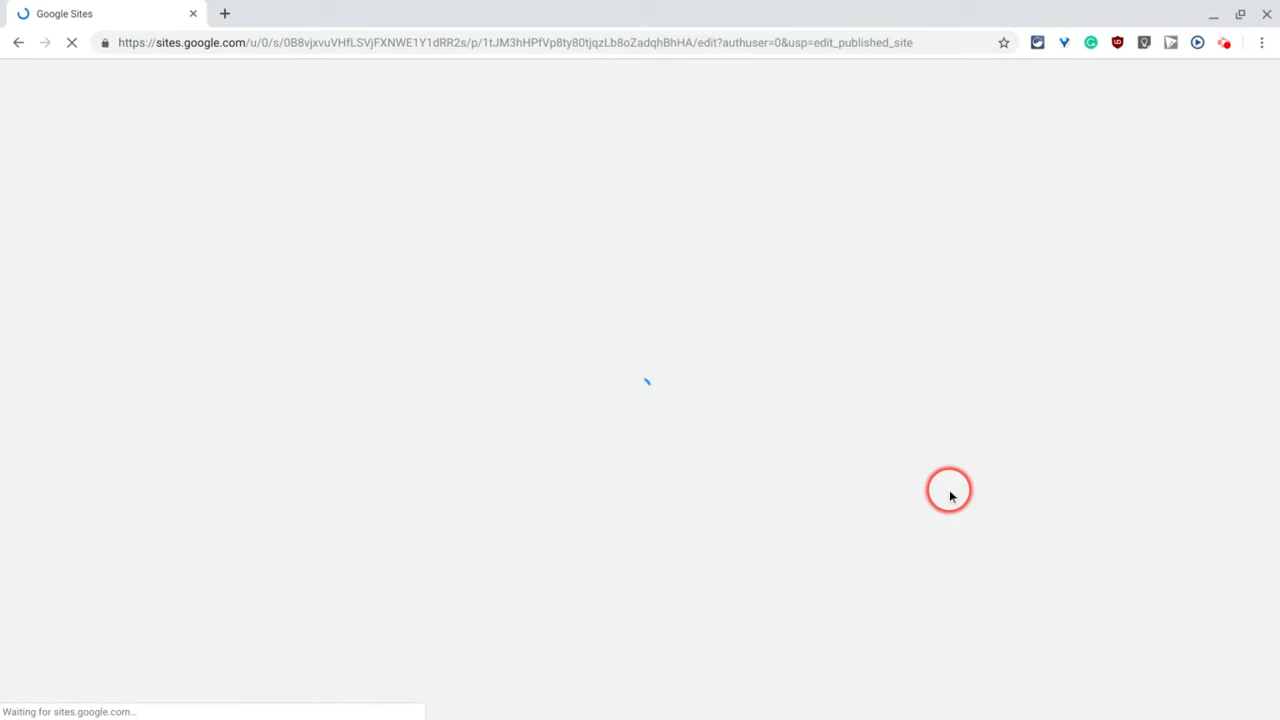 Google Sites
https://sites.google.com/u/0/s/0B8vjxvuVHfLSVjFXNWE1Y1dRR2s/p/1tJM3hHPfVp8ty80tjqzLb8oZadqhBhHA/edit?authuser=0&usp=edit_published_site
Waiting for sites.google.com...